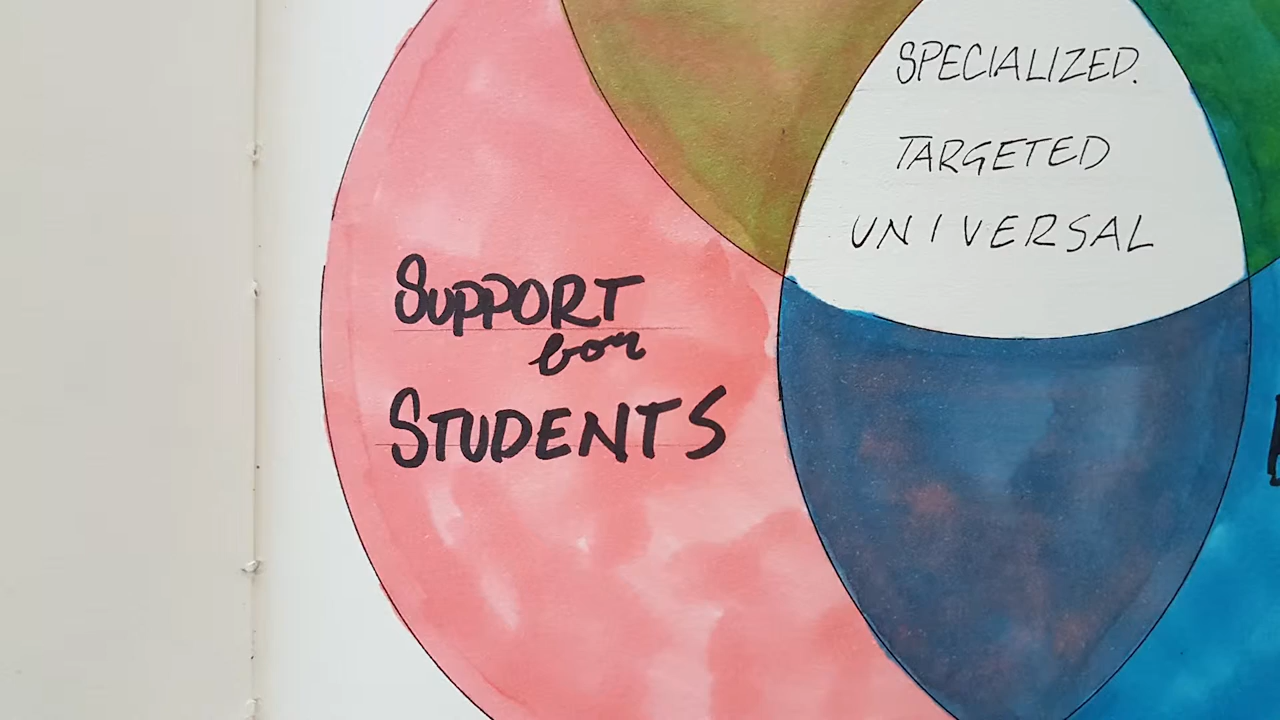 SPECIALIZED.
TARGETED
UNIVERSAL
SUPPORT
for
STUDENTS